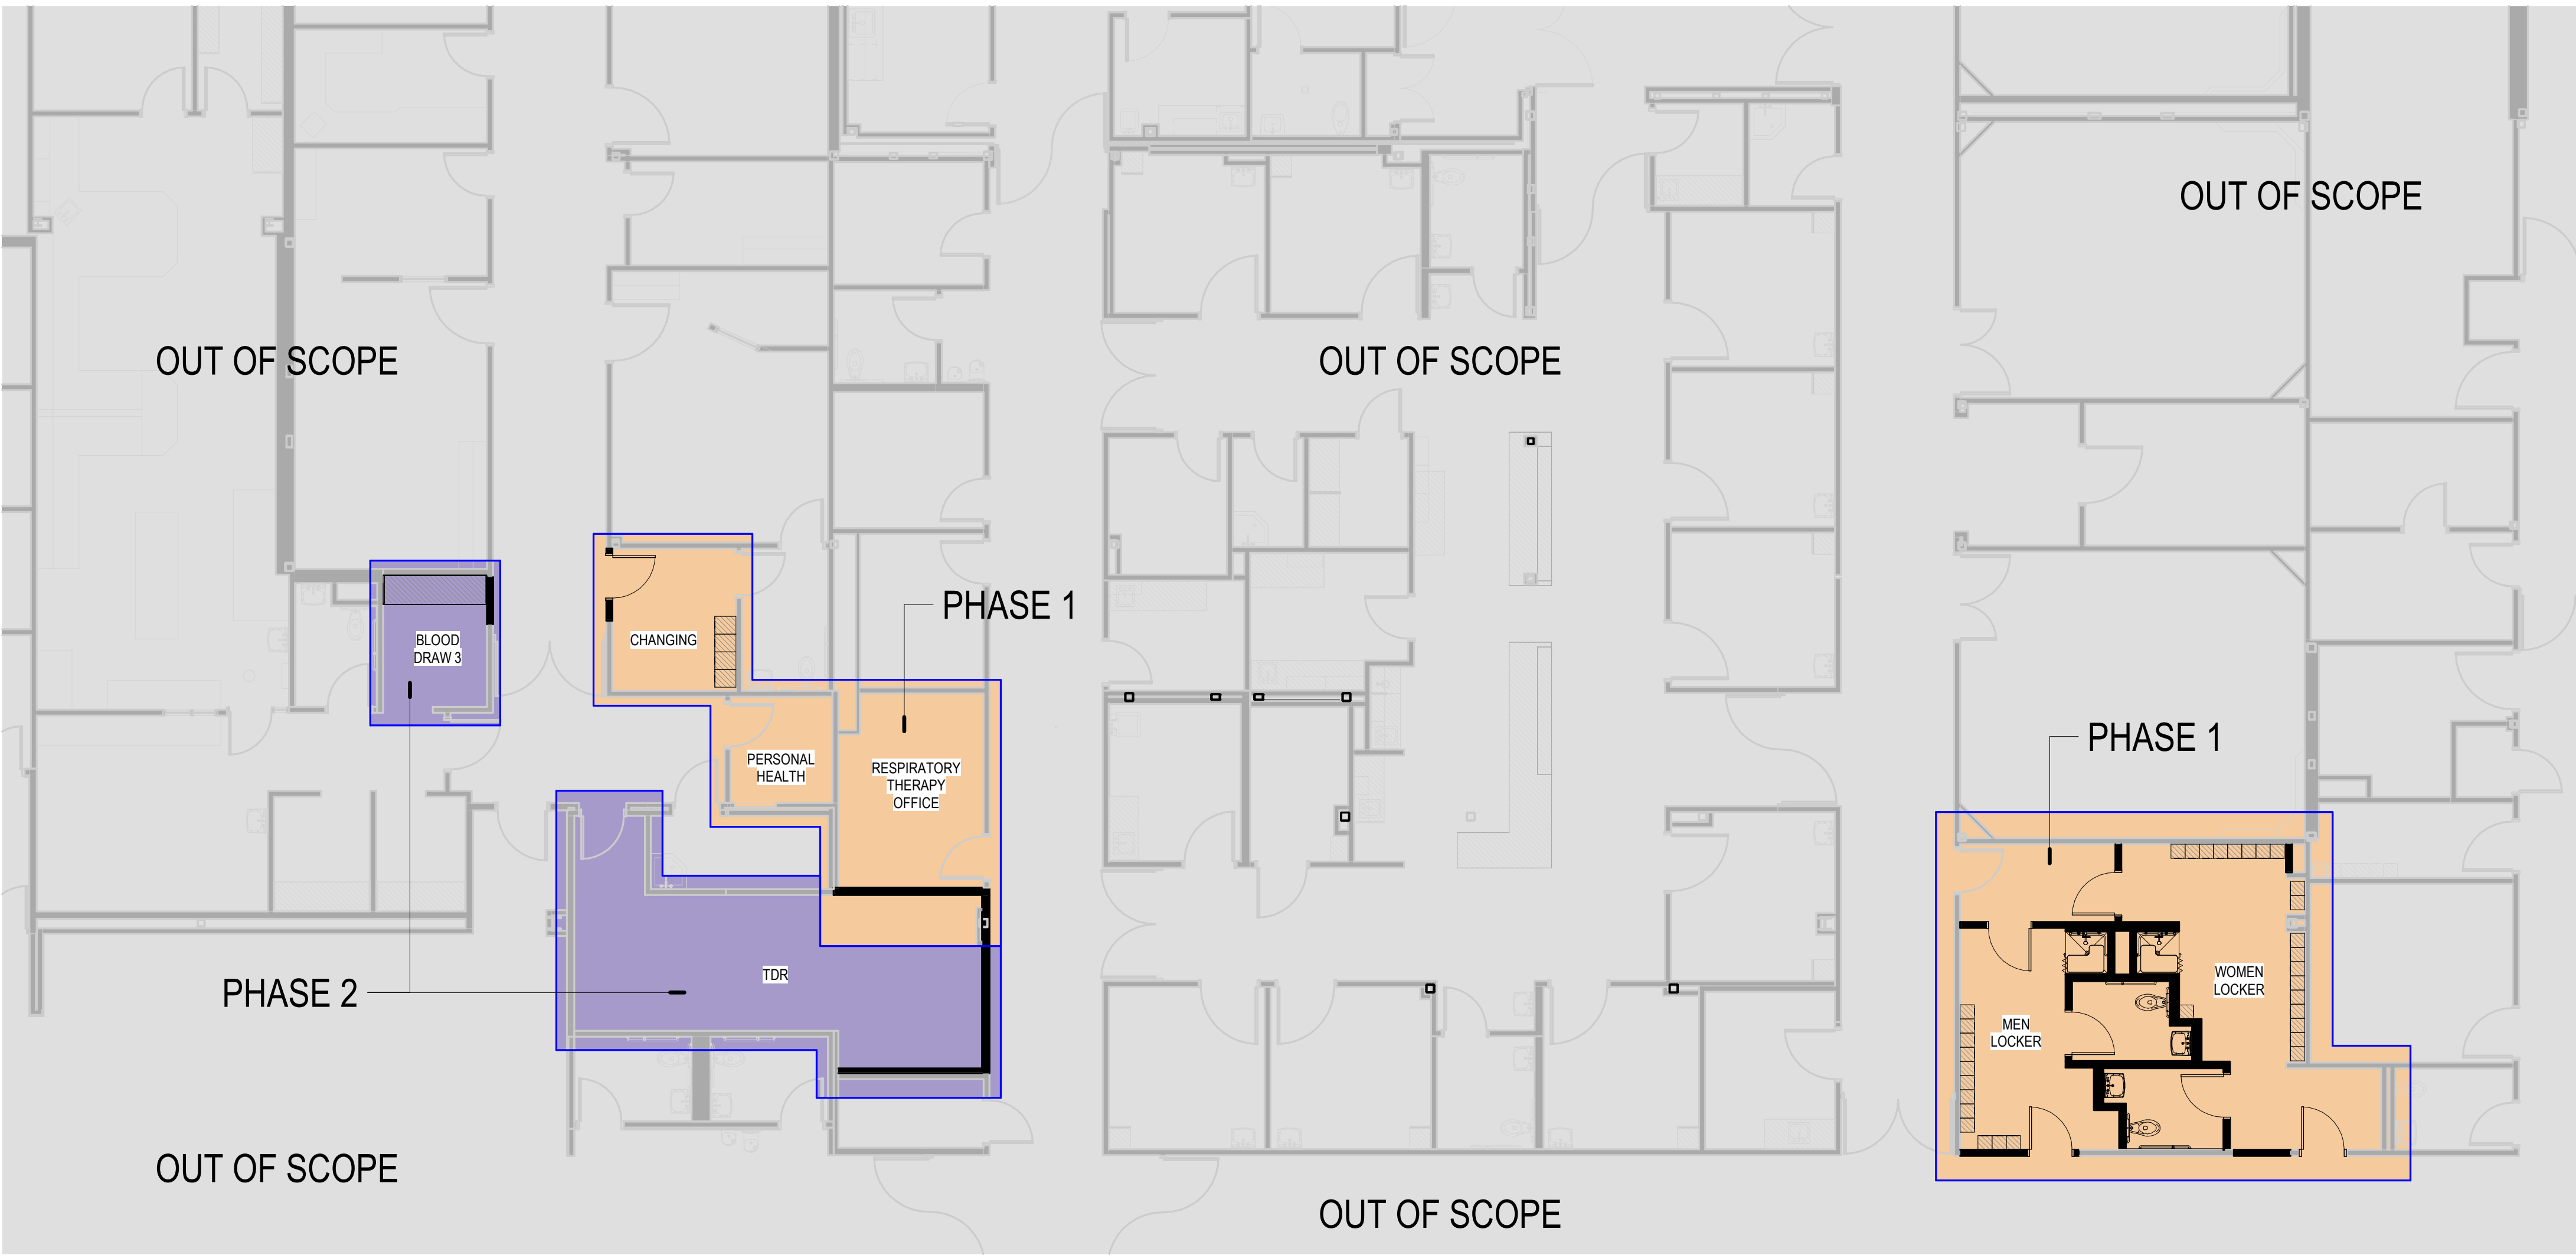 OUT OF SCOPE
OUT OF SCOPE
OUT OF SCOPE
PHASE 1
CHANGING
BLOOD
DRAW 3
PERSONAL
HEALTH
RESPIRATORY
THERAPY
OFFICE
PHASE 1
TDR
PHASE 2
WOMEN
LOCKER
MEN
LOCKER
OUT OF SCOPE
OUT OF SCOPE